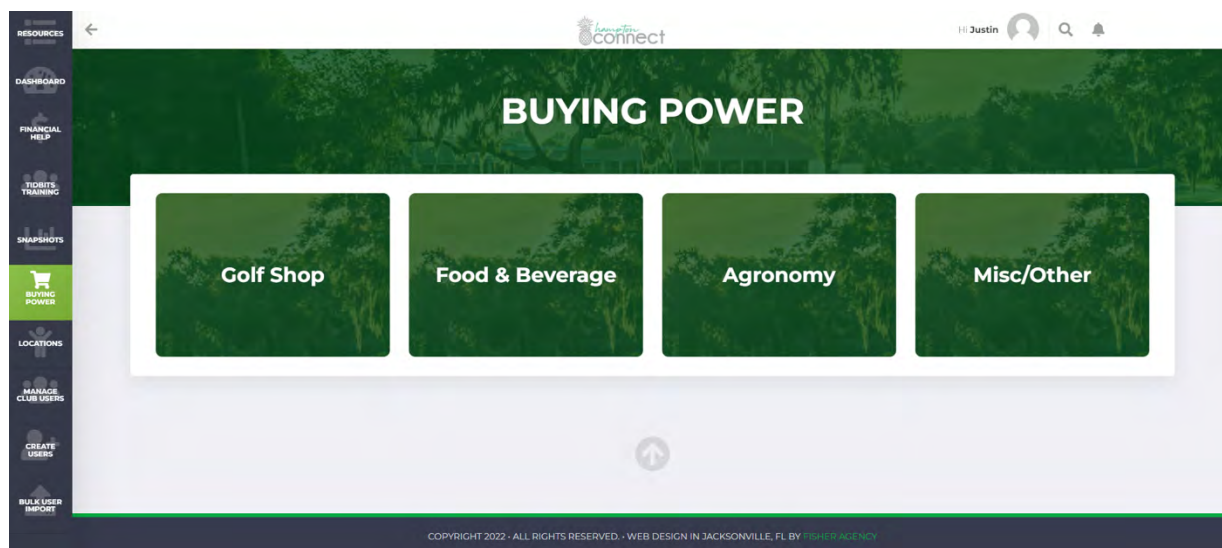 RESOURCES
hampton
connect
Hi Justin
DASHBOARD
FINANCIAL
HELP
TIDBITS
TRAINING
SNAPSHOTS
BUYING
POWER
LOCATIONS
MANAGE
CLUB USERS
CREATE
USERS
BULK USER
IMPORT
BUYING POWER
Golf Shop
Food & Beverage
Agronomy
Misc/Other
COPYRIGHT 2022 • ALL RIGHTS RESERVED. • WEB DESIGN IN JACKSONVILLE, FL BY FISHER AGENCY